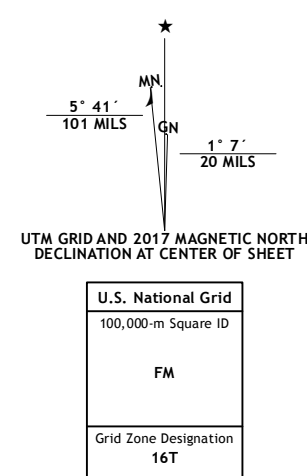 ★
MN.
5° 41´
101 MILS
GN
1° 7´
20 MILS
UTM GRID AND 2017 MAGNETIC NORTH
DECLINATION AT CENTER OF SHEET
U.S. National Grid
100,000-m Square ID
FM
Grid Zone Designation
16T